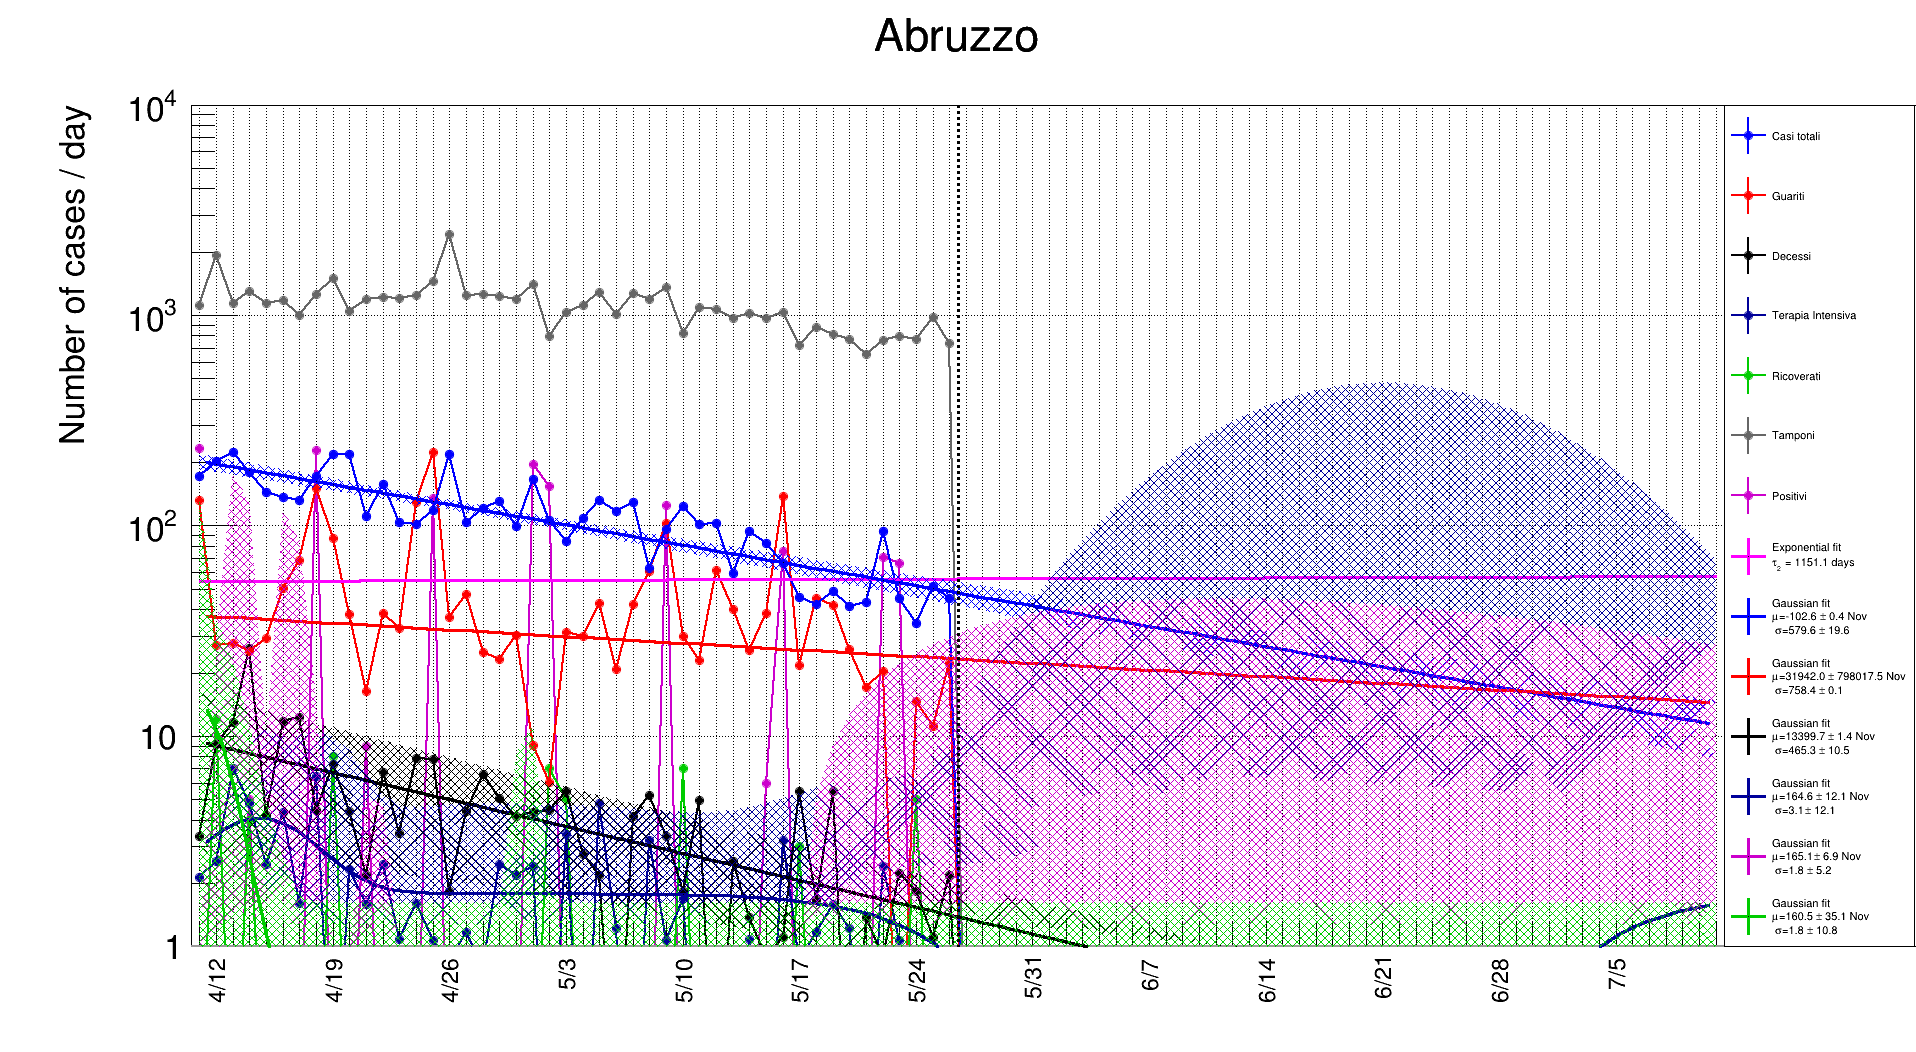 Abruzzo
Number of cases / day
10⁴
10³
10²
10
1
4/12
4/19
4/26
5/3
5/10
5/17
5/24
5/31
6/7
6/14
6/21
6/28
7/5
Casi totali
Guariti
Decessi
Terapia Intensiva
Ricoverati
Tamponi
Positivi
Exponential fit
τ₂ = 1151.1 days
Gaussian fit
μ=-102.6 ± 0.4 Nov
σ=579.6 ± 19.6
Gaussian fit
μ=31942.0 ± 798017.5 Nov
σ=758.4 ± 0.1
Gaussian fit
μ=13399.7 ± 1.4 Nov
σ=465.3 ± 10.5
Gaussian fit
μ=164.6 ± 12.1 Nov
σ=3.1 ± 12.1
Gaussian fit
μ=165.1 ± 6.9 Nov
σ=1.8 ± 5.2
Gaussian fit
μ=160.5 ± 35.1 Nov
σ=1.8 ± 10.8